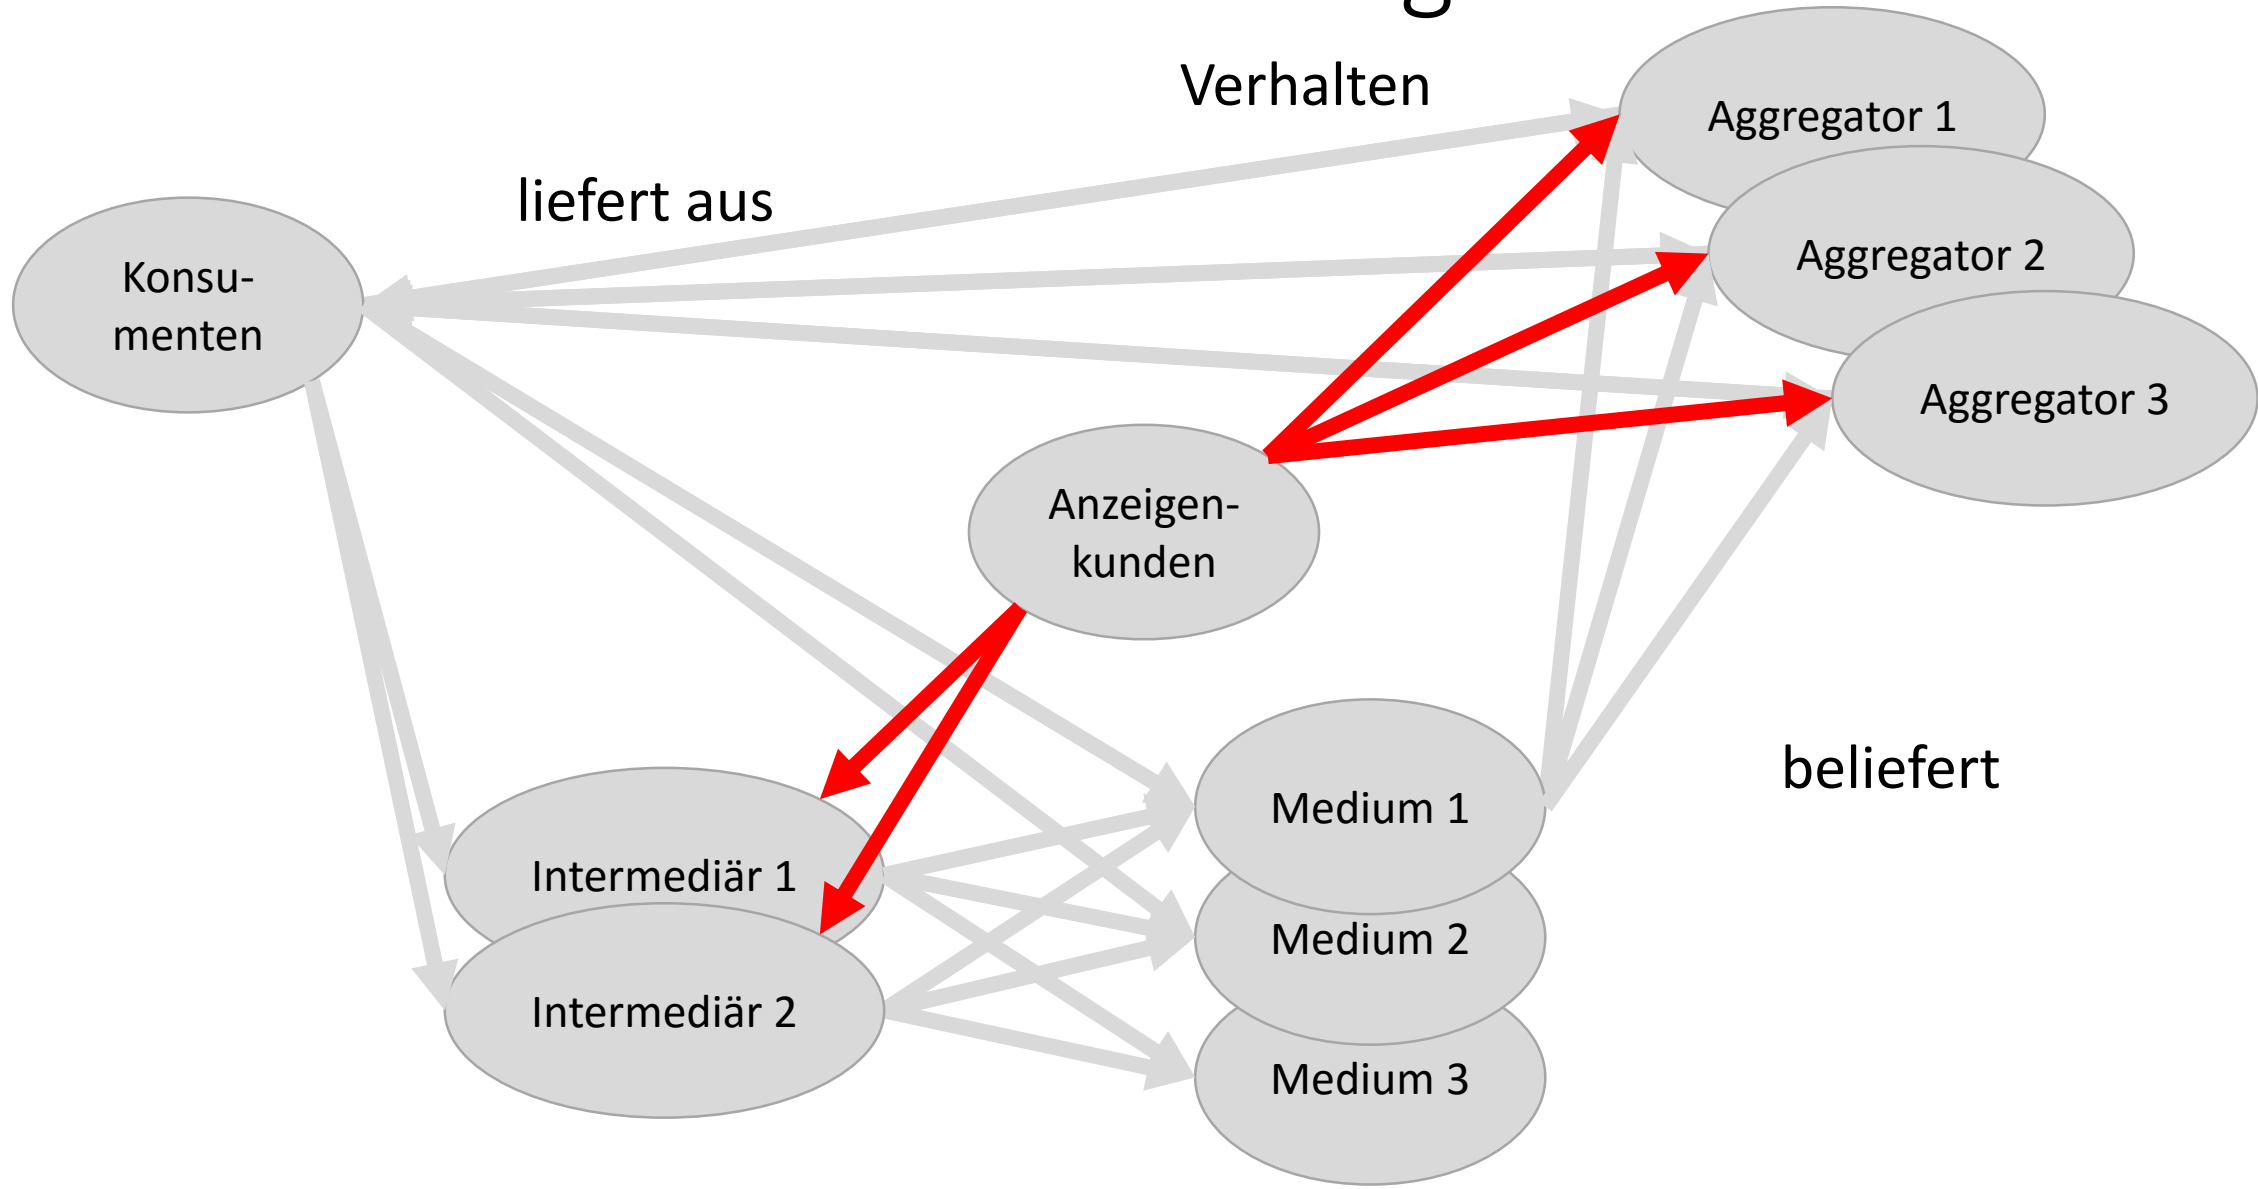 Verhalten
Aggregator 1
liefert aus
Aggregator 2
Konsu-
menten
Aggregator 3
Anzeigen-
kunden
beliefert
Medium 1
Intermediär 1
Medium 2
Intermediär 2
Medium 3